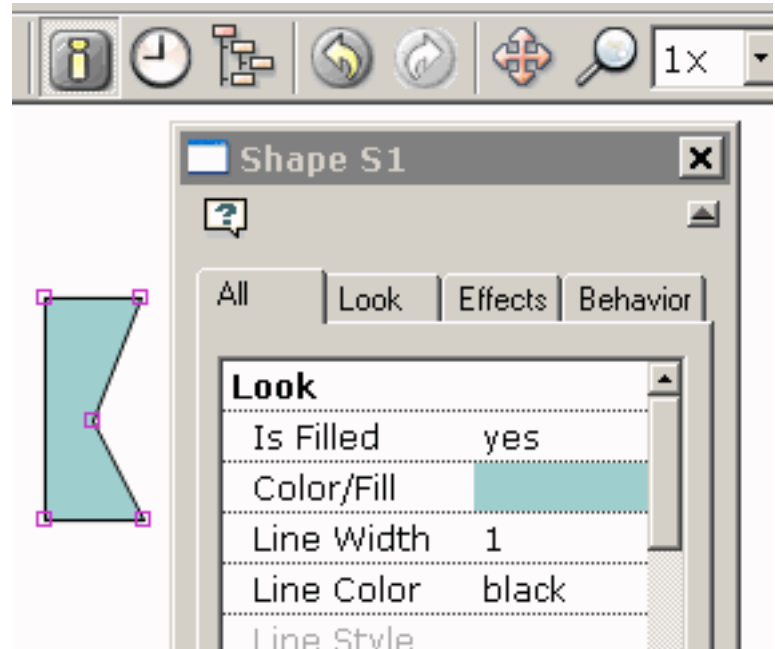 1x
Shape S1
All Look Effects Behavior
Look
Is Filled yes
Color/Fill
Line Width 1
Line Color black
Line Style